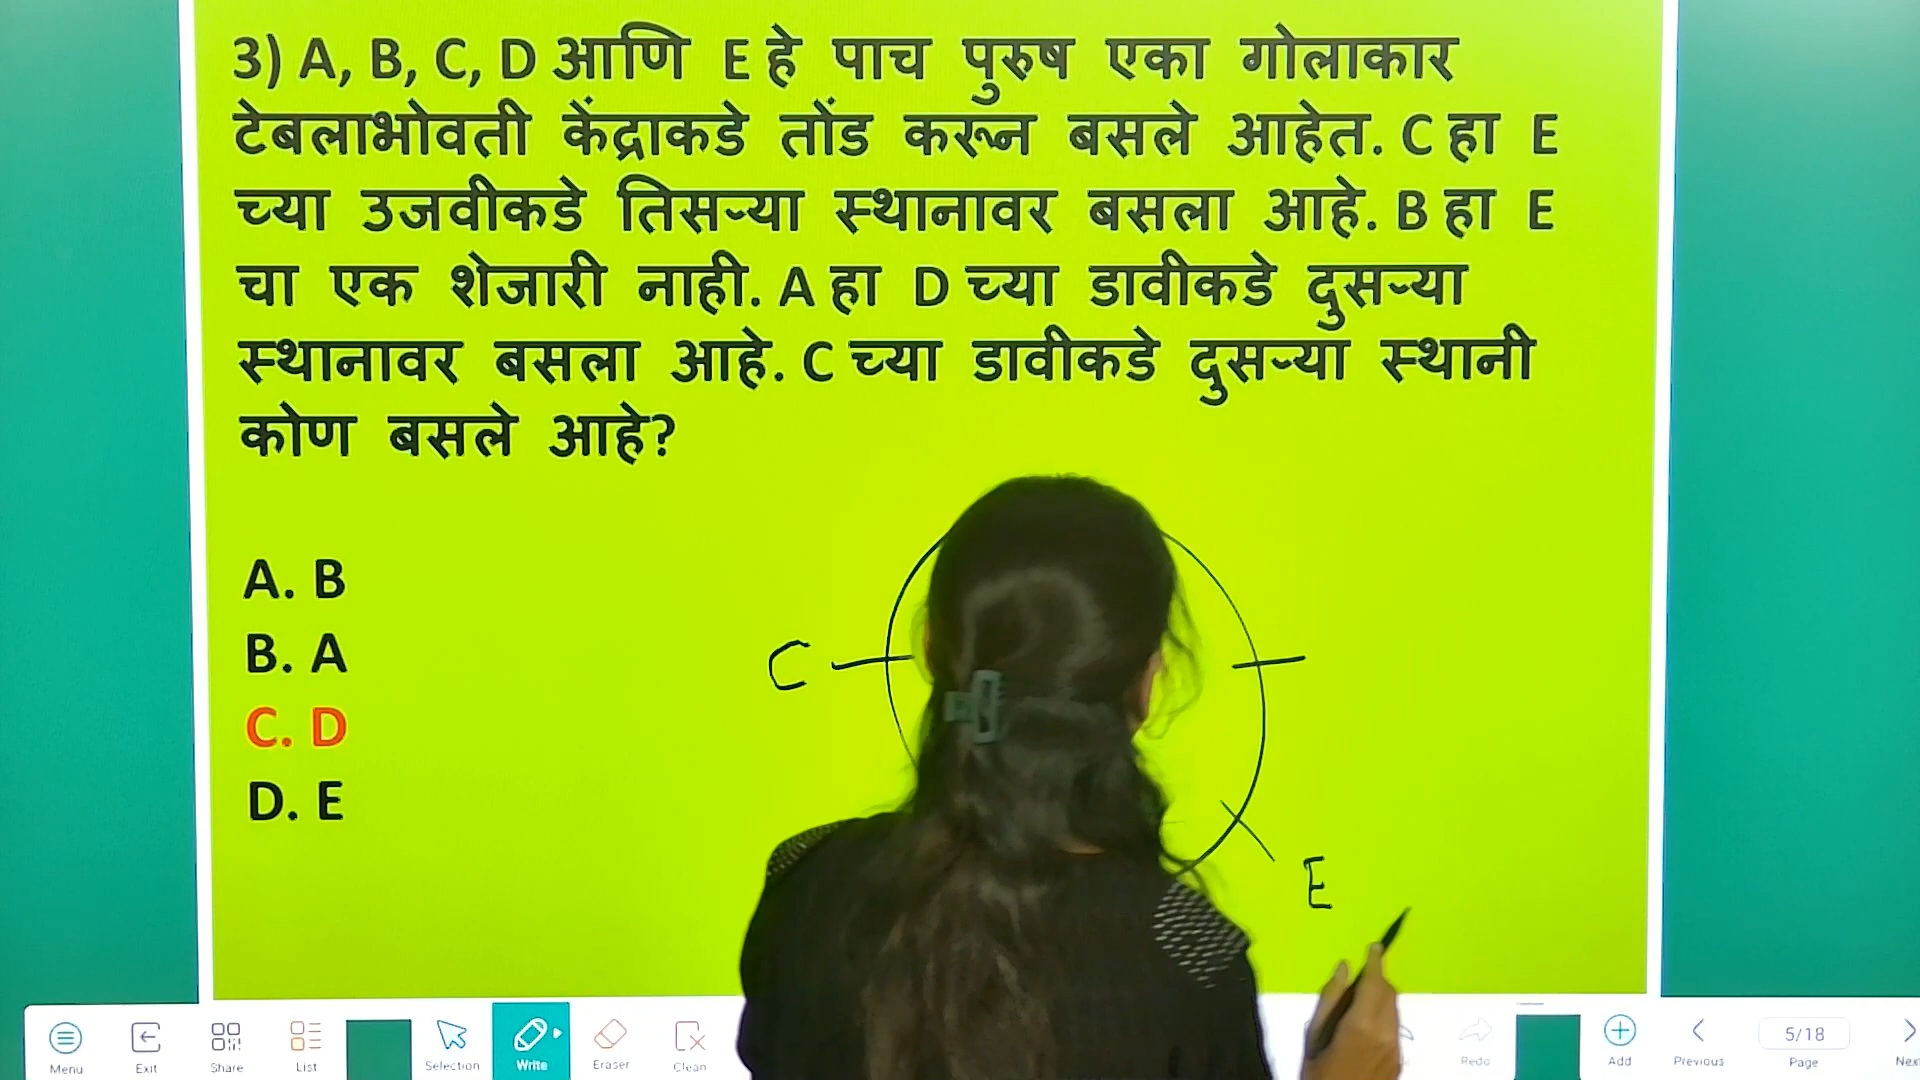 3) A, B, C, D आणि E हे पाच पुरुष एका गोलाकार
टेबलाभोवती केंद्राकडे तोंड करून बसले आहेत. C हा E
च्या उजवीकडे तिसऱ्या स्थानावर बसला आहे. B हा E
चा एक शेजारी नाही. A हा D च्या डावीकडे दुसऱ्या
स्थानावर बसला आहे. C च्या डावीकडे दुसऱ्या स्थानी
कोण बसले आहे?
A. B
B. A
C. D
D. E
C
E
Menu
Exit
Share
List
Selection
Write
Eraser
Clean
Redo
Add
Previous
5/18
Page